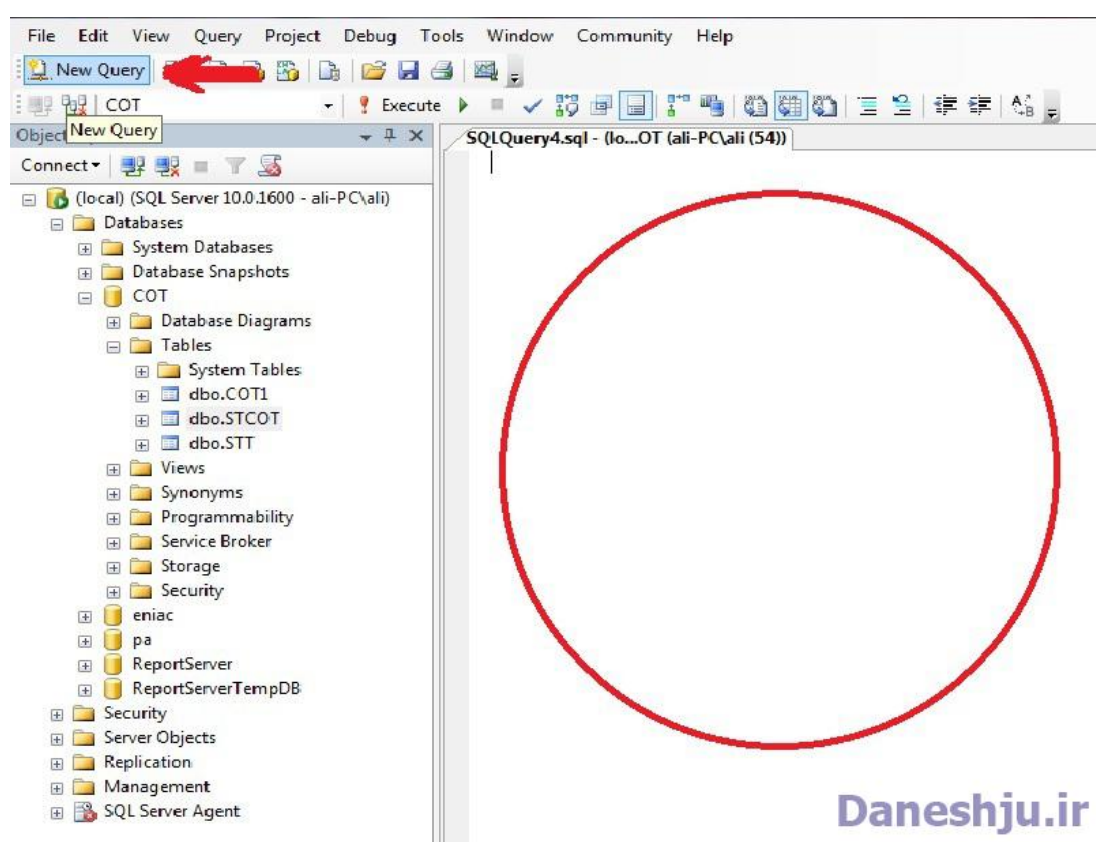 File Edit View Query Project Debug Tools Window Community Help
New Query
COT Execute
New Query
Object
SQLQuery4.sql - (lo...OT (ali-PC\ali (54))
Connect
(local) (SQL Server 10.0.1600 - ali-PC\ali)
Databases
System Databases
Database Snapshots
COT
Database Diagrams
Tables
System Tables
dbo.COT1
dbo.STCOT
dbo.STT
Views
Synonyms
Programmability
Service Broker
Storage
Security
eniac
pa
ReportServer
ReportServerTempDB
Security
Server Objects
Replication
Management
SQL Server Agent
Daneshju.ir